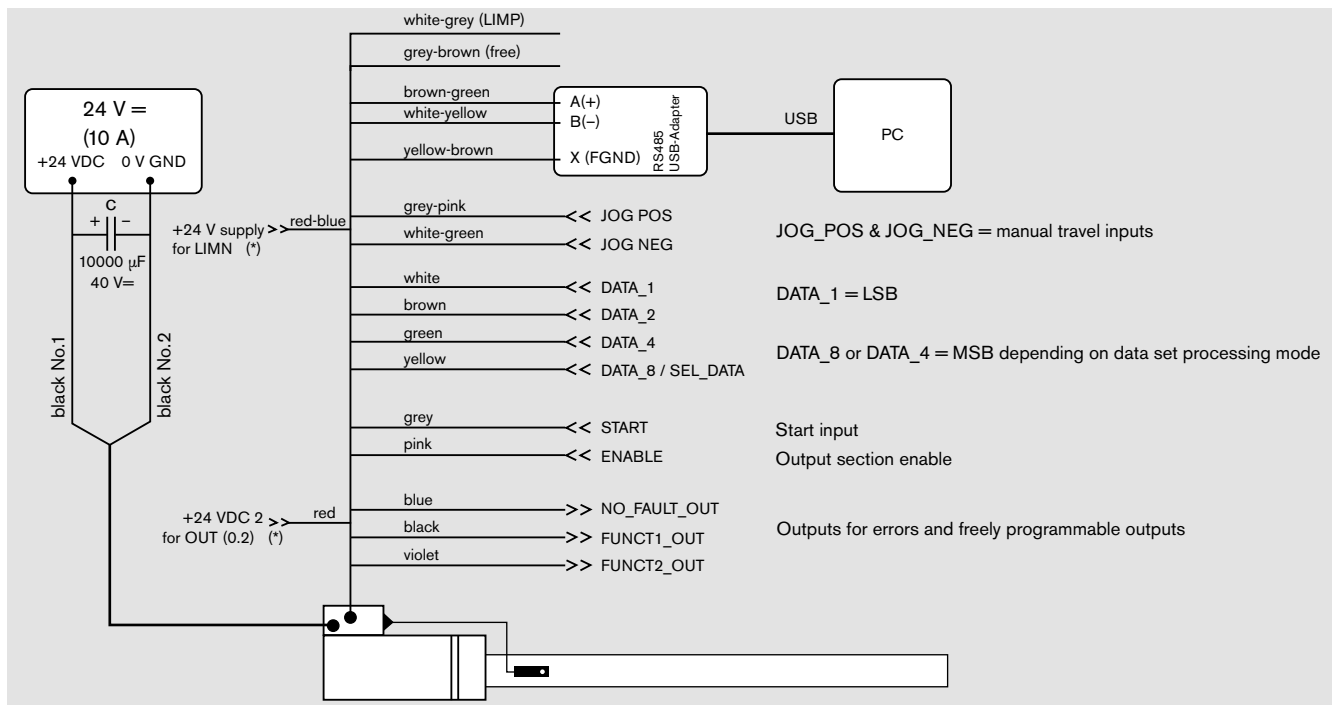 white-grey (LIMP)
grey-brown (free)
24 V =
(10 A)
+24 VDC 0 V GND
C
+ −
10000 µF
40 V=
black No.1
black No.2
brown-green
white-yellow
yellow-brown
A(+)
B(−)
X (FGND)
RS485
USB-Adapter
USB
PC
+24 V supply >> red-blue
for LIMN (*)
grey-pink << JOG POS
white-green << JOG NEG
JOG_POS & JOG_NEG = manual travel inputs
white << DATA_1
DATA_1 = LSB
brown << DATA_2
green << DATA_4
DATA_8 or DATA_4 = MSB depending on data set processing mode
yellow << DATA_8 / SEL_DATA
grey << START
Start input
pink << ENABLE
Output section enable
+24 VDC 2 >> red
for OUT (0.2) (*)
blue >> NO_FAULT_OUT
black >> FUNCT1_OUT
Outputs for errors and freely programmable outputs
violet >> FUNCT2_OUT